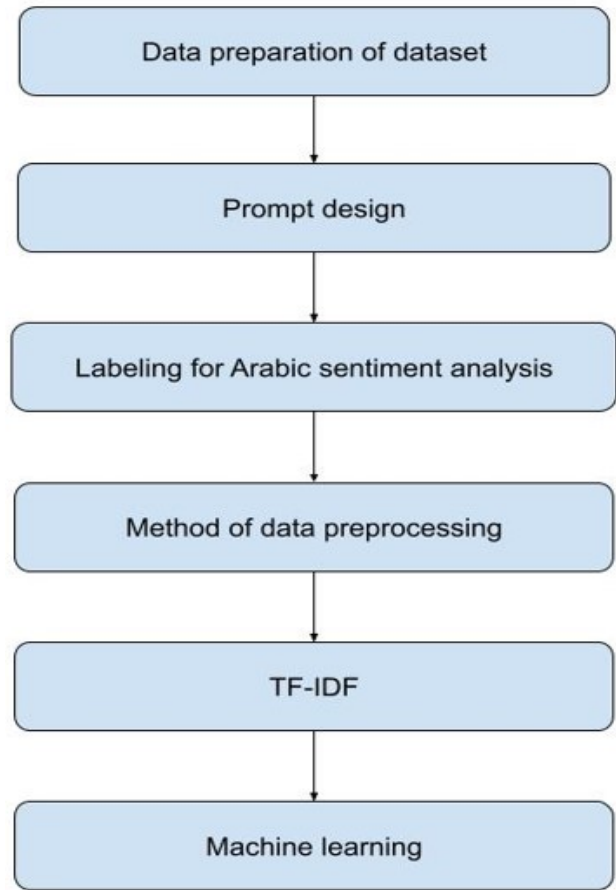 Data preparation of dataset
Prompt design
Labeling for Arabic sentiment analysis
Method of data preprocessing
TF-IDF
Machine learning